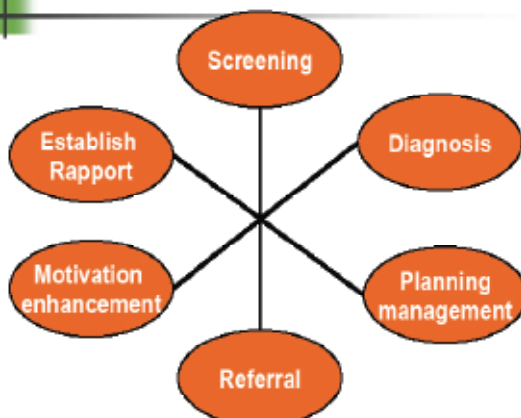 Screening
Establish
Rapport
Diagnosis
Motivation
enhancement
Planning
management
Referral